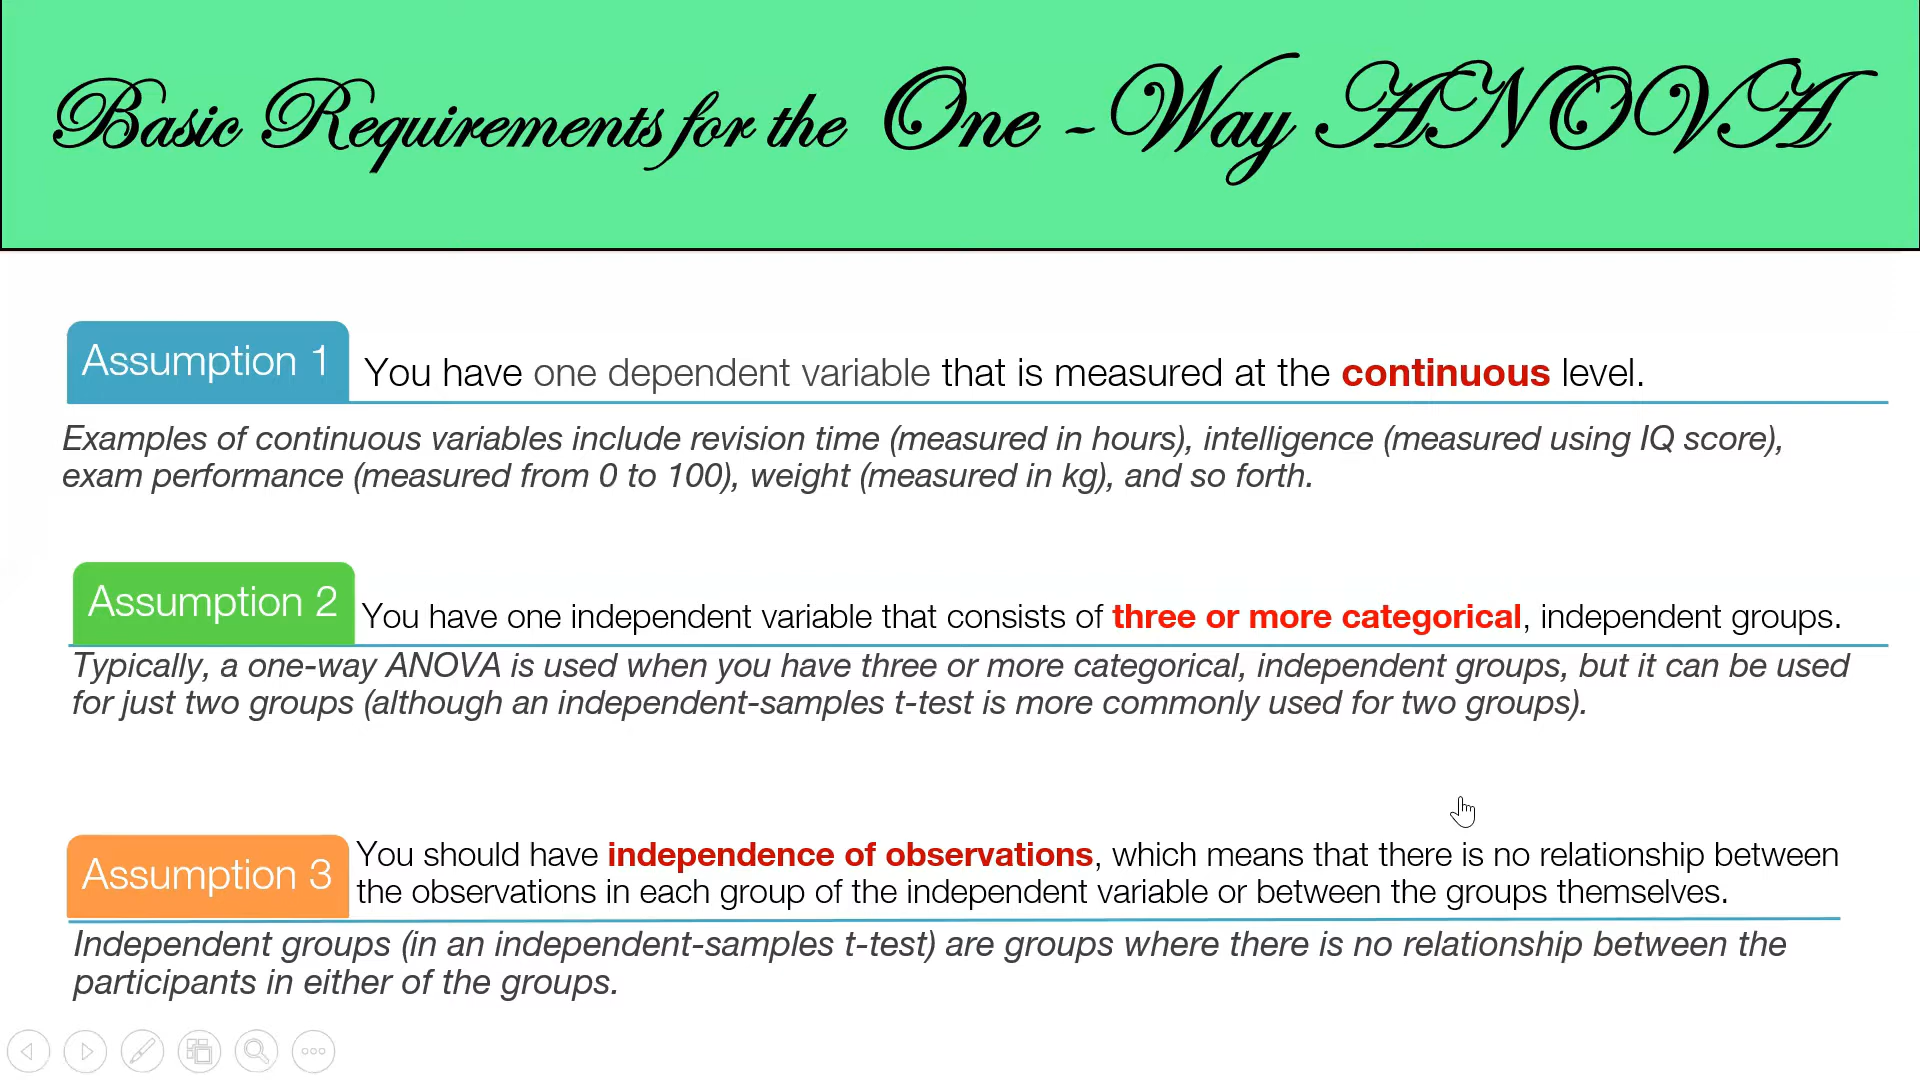 Basic Requirements for the One - Way ANOVA
Assumption 1 You have one dependent variable that is measured at the continuous level.
Examples of continuous variables include revision time (measured in hours), intelligence (measured using IQ score),
exam performance (measured from 0 to 100), weight (measured in kg), and so forth.
Assumption 2 You have one independent variable that consists of three or more categorical, independent groups.
Typically, a one-way ANOVA is used when you have three or more categorical, independent groups, but it can be used
for just two groups (although an independent-samples t-test is more commonly used for two groups).
Assumption 3
You should have independence of observations, which means that there is no relationship between
the observations in each group of the independent variable or between the groups themselves.
Independent groups (in an independent-samples t-test) are groups where there is no relationship between the
participants in either of the groups.